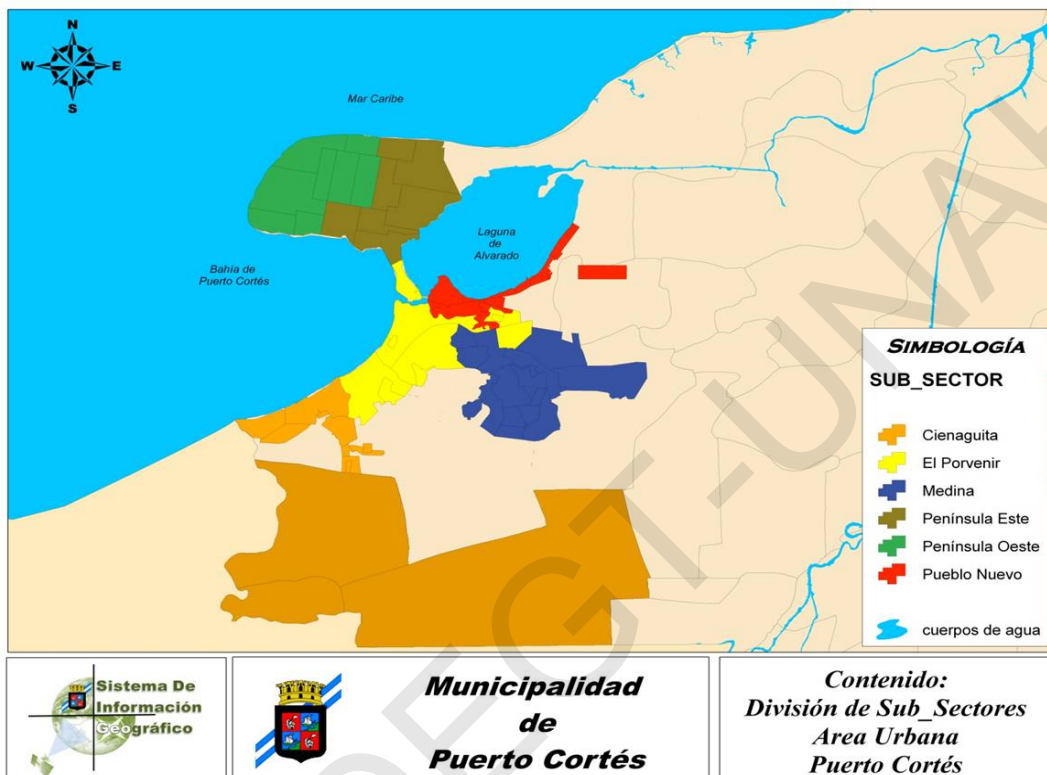 N
W E
S
Mar Caribe
Laguna
de
Alvarado
Bahía de
Puerto Cortés
SIMBOLOGÍA
SUB_SECTOR
Cienaguita
El Porvenir
Medina
Península Este
Península Oeste
Pueblo Nuevo
cuerpos de agua
Sistema De
Información
Geográfico
Municipalidad
de
Puerto Cortés
Contenido:
División de Sub_Sectores
Area Urbana
Puerto Cortés
DEGT-UNAH